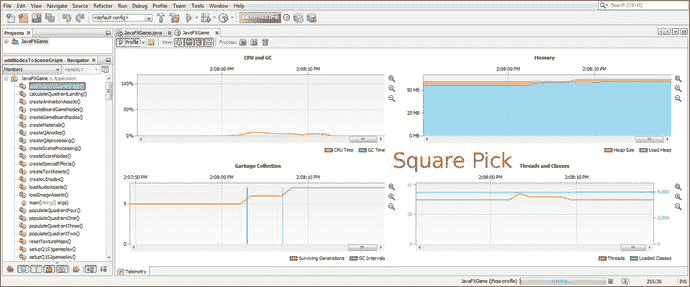 File Edit View Navigate Source Refactor Run Debug Profile Team Tools Window Help
Search (Ctrl+I)
<default config>
Projects
JavaFXGame
addNodesToSceneGraph - Navigator
Members <empty>
JavaFXGame :: Application
calculateQuadrantLanding()
createAnimationAssets()
createBoardGameNodes()
createGameBoardNodes()
createMaterials()
createQAnodes()
createQAprocessing()
createSceneProcessing()
createScoreNodes()
createSpecialEffects()
createTextAssets()
createUInodes()
loadAudioAssets()
loadImageAssets()
main(String[] args)
populateQuadrantFour()
populateQuadrantOne()
populateQuadrantThree()
populateQuadrantTwo()
resetTextureMaps()
setupQ1S1gameplay()
setupQ1S2gameplay()
JavaFXGame.java JavaFXGame
Profile View: Process:
CPU and GC
2:08:00 PM 2:08:10 PM
100%
50%
0%
CPU Time GC Time
Memory
2:08:00 PM 2:08:10 PM
50 MB
0 MB
Heap Size Used Heap
Garbage Collection
2:07:50 PM 2:08:00 PM 2:08:10 PM
Surviving Generations GC Intervals
Square Pick
Threads and Classes
2:08:00 PM 2:08:10 PM
4,000
2,000
0
Threads Loaded Classes
Telemetry
JavaFXGame (jfxsa-profile) running...
255:26 INS